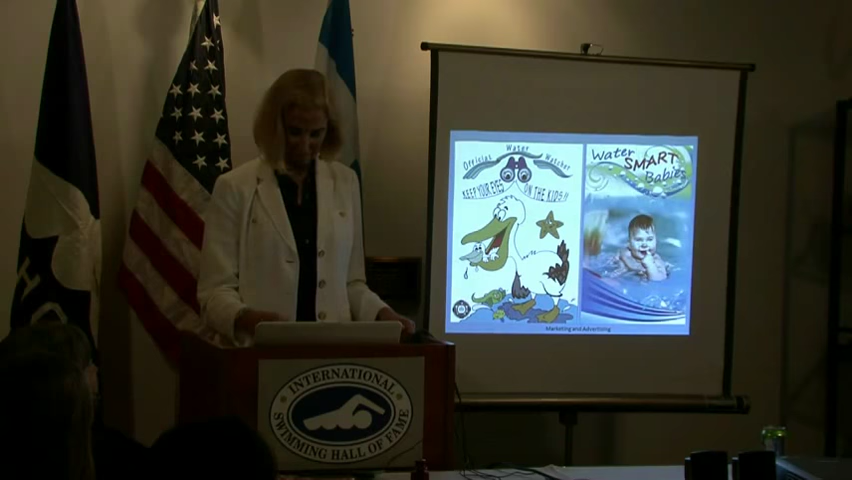 Official Water Watcher
KEEP YOUR EYES ON THE KIDS!!
Water
SMART
Babies
Marketing and Advertising
INTERNATIONAL
SWIMMING HALL OF FAME